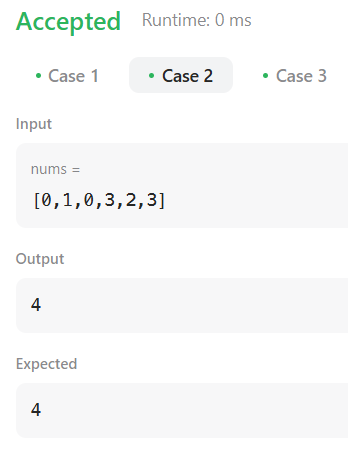 Accepted Runtime: 0 ms
• Case 1 • Case 2 • Case 3
Input
nums =
[0,1,0,3,2,3]
Output
4
Expected
4